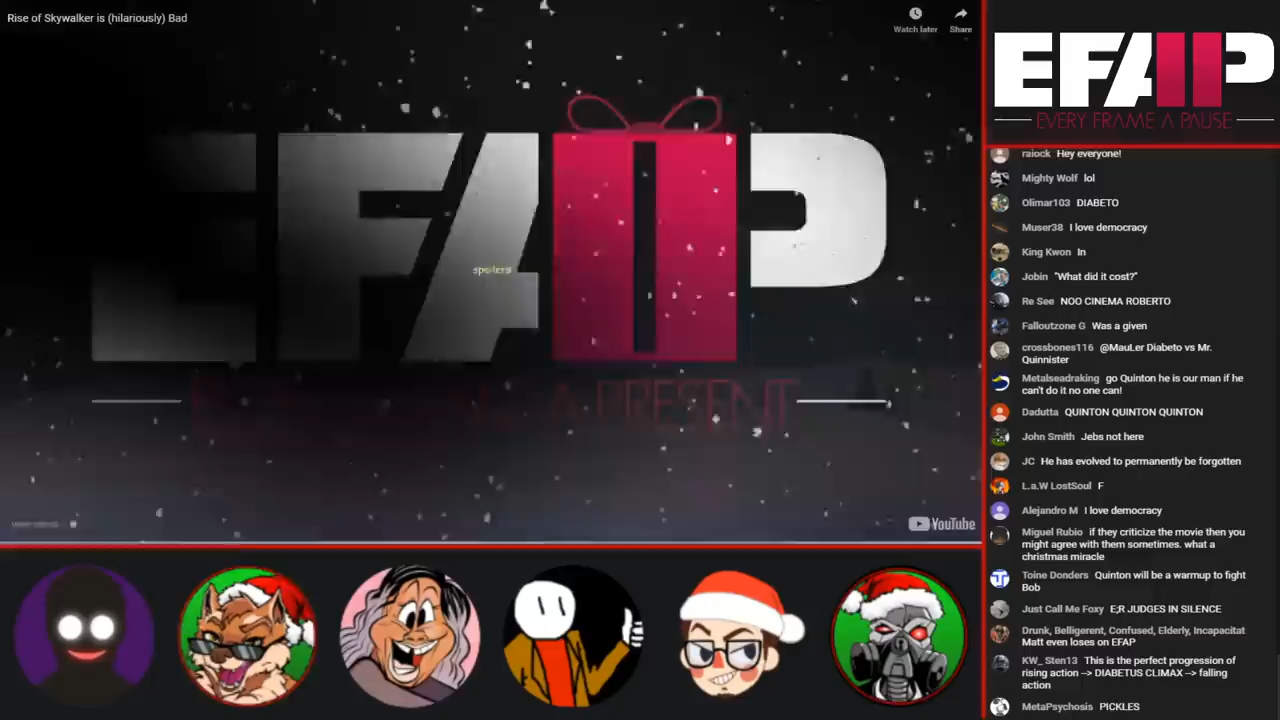 Rise of Skywalker is (hilariously) Bad
Watch later
Share
EFAP
spoilers
A PRESENT
YouTube
EFAP
EVERY FRAME A PAUSE
raiock Hey everyone!
Mighty Wolf lol
Olimar103 DIABETO
Muser38 I love democracy
King Kwon In
Jobin "What did it cost?"
Re See NOO CINEMA ROBERTO
Falloutzone G Was a given
crossbones116 @MauLer Diabeto vs Mr.
Quinnister
Metalseadraking go Quinton he is our man if he
can't do it no one can!
Dadutta QUINTON QUINTON QUINTON
John Smith Jebs not here
JC He has evolved to permanently be forgotten
L.a.W LostSoul F
Alejandro M I love democracy
Miguel Rubio if they criticize the movie then you
might agree with them sometimes. what a
christmas miracle
Toine Donders Quinton will be a warmup to fight
Bob
Just Call Me Foxy E;R JUDGES IN SILENCE
Drunk, Belligerent, Confused, Elderly, Incapacitat
Matt even loses on EFAP
KW_ Sten13 This is the perfect progression of
rising action --> DIABETUS CLIMAX --> falling
action
MetaPsychosis PICKLES